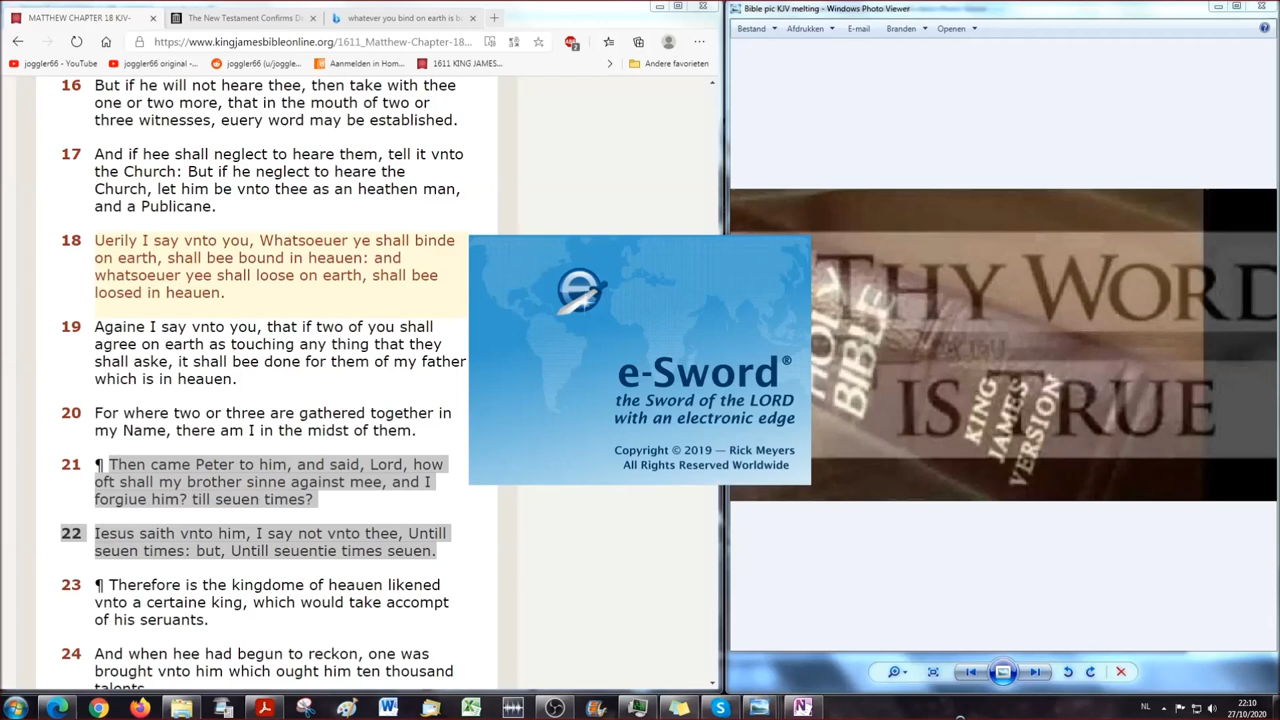 MATTHEW CHAPTER 18 KJV-
The New Testament Confirms D
whatever you bind on earth is b
https://www.kingjamesbibleonline.org/1611_Matthew-Chapter-18...
joggler66 - YouTube
joggler66 original -...
joggler66 (u/joggle...
Aanmelden in Hom...
1611 KING JAMES...
Andere favorieten
16 But if he will not heare thee, then take with thee
one or two more, that in the mouth of two or
three witnesses, euery word may be established.
17 And if hee shall neglect to heare them, tell it vnto
the Church: But if he neglect to heare the
Church, let him be vnto thee as an heathen man,
and a Publicane.
18 Uerily I say vnto you, Whatsoeuer ye shall binde
on earth, shall bee bound in heauen: and
whatsoeuer yee shall loose on earth, shall bee
loosed in heauen.
19 Againe I say vnto you, that if two of you shall
agree on earth as touching any thing that they
shall aske, it shall bee done for them of my father
which is in heauen.
20 For where two or three are gathered together in
my Name, there am I in the midst of them.
21 ¶ Then came Peter to him, and said, Lord, how
oft shall my brother sinne against mee, and I
forgiue him? till seuen times?
22 Iesus saith vnto him, I say not vnto thee, Untill
seuen times: but, Untill seuentie times seuen.
23 ¶ Therefore is the kingdome of heauen likened
vnto a certaine king, which would take accompt
of his seruants.
24 And when hee had begun to reckon, one was
brought vnto him which ought him ten thousand
talents.
e-Sword®
the Sword of the LORD
with an electronic edge
Copyright © 2019 — Rick Meyers
All Rights Reserved Worldwide
Bible pic KJV melting - Windows Photo Viewer
Bestand
Afdrukken
E-mail
Branden
Openen
THY WORD
IS TRUE
HOLY
BIBLE
KING
JAMES
VERSION
NL
22:10
27/10/2020